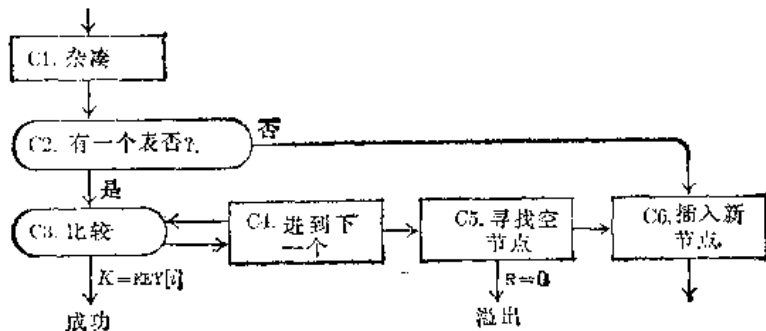 C1. 杂凑
C2. 有一个表否?.
否
是
C3. 比较
C4. 进到下
一个
C5. 寻找空
节点
C6. 插入新
节点.
K=KEY[i]
R=0
成功
溢出